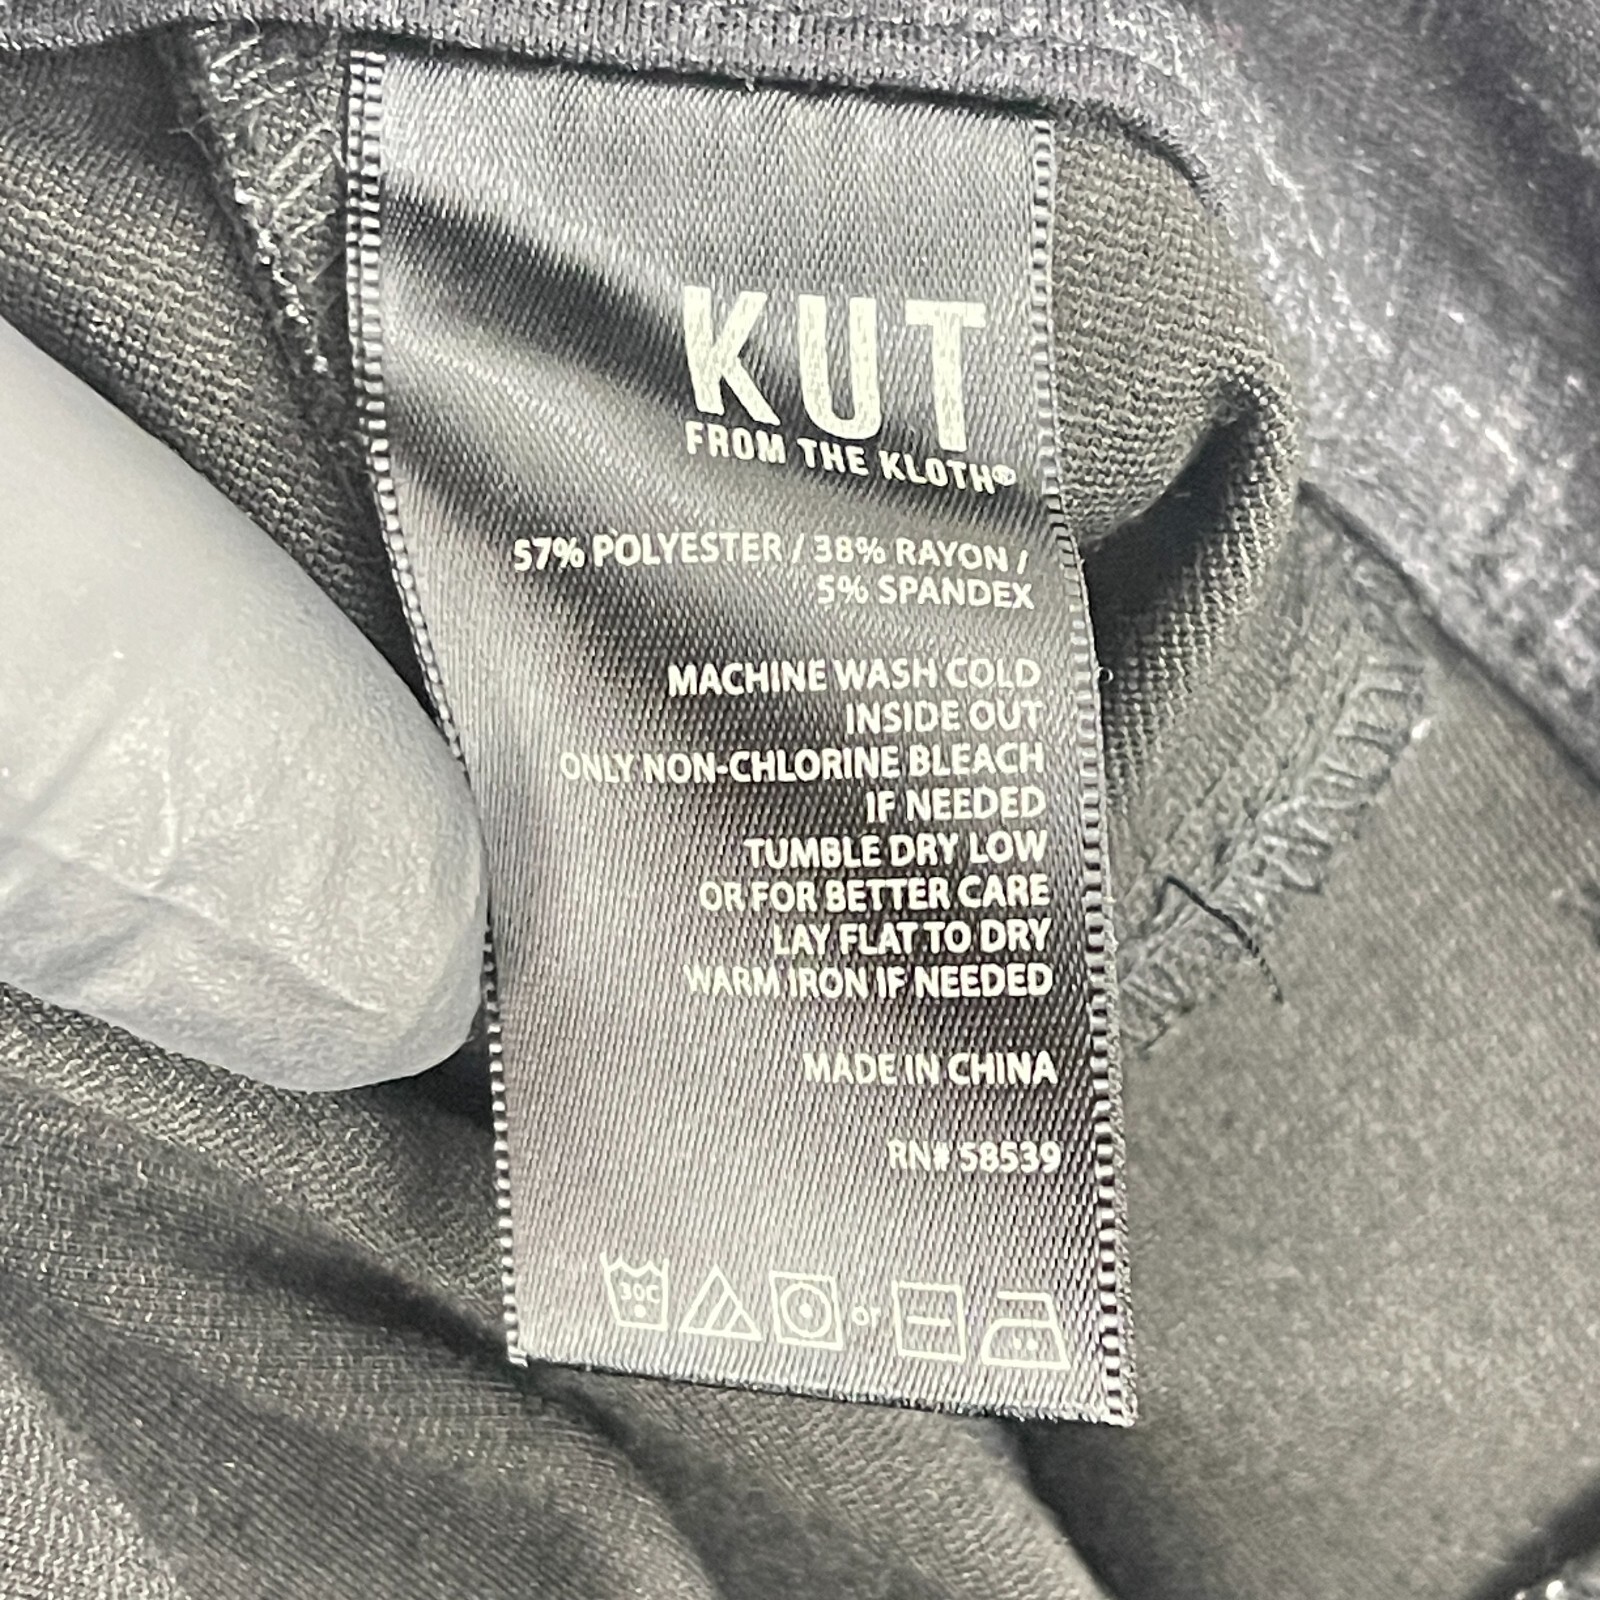 KUT
FROM THE KLOTH®
57% POLYESTER / 38% RAYON /
5% SPANDEX
MACHINE WASH COLD
INSIDE OUT
ONLY NON-CHLORINE BLEACH
IF NEEDED
TUMBLE DRY LOW
OR FOR BETTER CARE
LAY FLAT TO DRY
WARM IRON IF NEEDED
MADE IN CHINA
RN# 58539
30C or